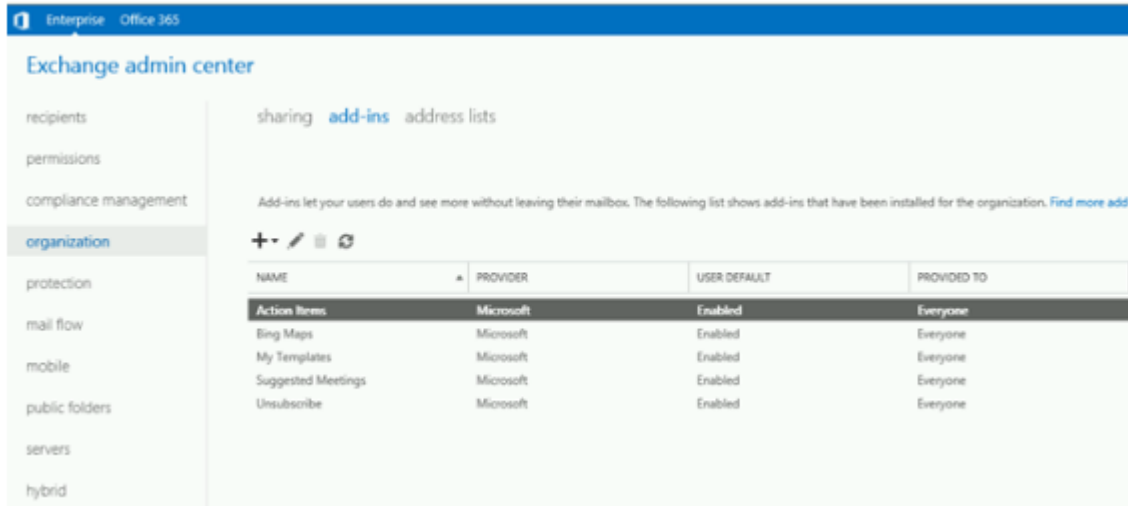 Enterprise Office 365
Exchange admin center
recipients
permissions
compliance management
organization
protection
mail flow
mobile
public folders
servers
hybrid
sharing add-ins address lists
Add-ins let your users do and see more without leaving their mailbox. The following list shows add-ins that have been installed for the organization. Find more add
NAME PROVIDER USER DEFAULT PROVIDED TO
Action Items Microsoft Enabled Everyone
Bing Maps Microsoft Enabled Everyone
My Templates Microsoft Enabled Everyone
Suggested Meetings Microsoft Enabled Everyone
Unsubscribe Microsoft Enabled Everyone